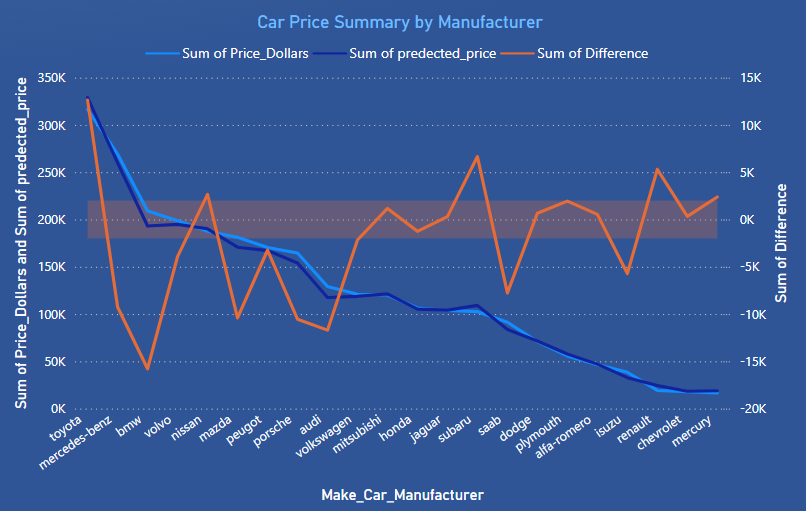 Car Price Summary by Manufacturer
Sum of Price_Dollars Sum of predected_price Sum of Difference
Sum of Price_Dollars and Sum of predected_price
350K
300K
250K
200K
150K
100K
50K
0K
15K
10K
5K
0K
-5K
-10K
-15K
-20K
Sum of Difference
toyota
mercedes-benz
bmw
volvo
nissan
mazda
peugot
porsche
audi
volkswagen
mitsubishi
honda
jaguar
subaru
saab
dodge
plymouth
alfa-romero
isuzu
renault
chevrolet
mercury
Make_Car_Manufacturer